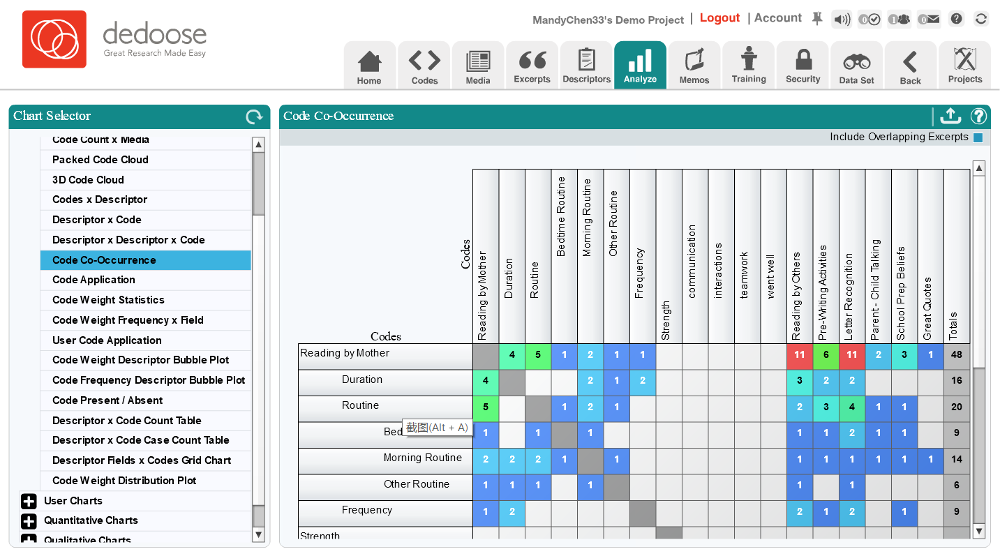 dedoose
Great Research Made Easy
MandyChen33's Demo Project | Logout | Account
0 0 1 0
Home
Codes
Media
Excerpts
Descriptors
Analyze
Memos
Training
Security
Data Set
Back
Projects
Chart Selector
Code Count x Media
Packed Code Cloud
3D Code Cloud
Codes x Descriptor
Descriptor x Code
Descriptor x Descriptor x Code
Code Co-Occurrence
Code Application
Code Weight Statistics
Code Weight Frequency x Field
User Code Application
Code Weight Descriptor Bubble Plot
Code Frequency Descriptor Bubble Plot
Code Present / Absent
Descriptor x Code Count Table
Descriptor x Code Case Count Table
Descriptor Fields x Codes Grid Chart
Code Weight Distribution Plot
User Charts
Quantitative Charts
Qualitative Charts
Code Co-Occurrence
Include Overlapping Excerpts
Codes
Reading by Mother
Duration
Routine
Bedtime Routine
Morning Routine
Other Routine
Frequency
Strength
communication
interactions
teamwork
went well
Reading by Others
Pre-Writing Activities
Letter Recognition
Parent - Child Talking
School Prep Beliefs
Great Quotes
Totals
Codes
Reading by Mother 4 5 1 2 1 1 11 6 11 2 3 1 48
Duration 4 2 1 2 3 2 2 16
Routine 5 1 2 1 2 3 4 1 1 20
Bed 1 1 1 1 2 1 1 9
截图(Alt + A)
Morning Routine 2 2 2 1 1 1 1 1 1 1 1 14
Other Routine 1 1 1 1 1 1 6
Frequency 1 2 2 1 2 1 9
Strength